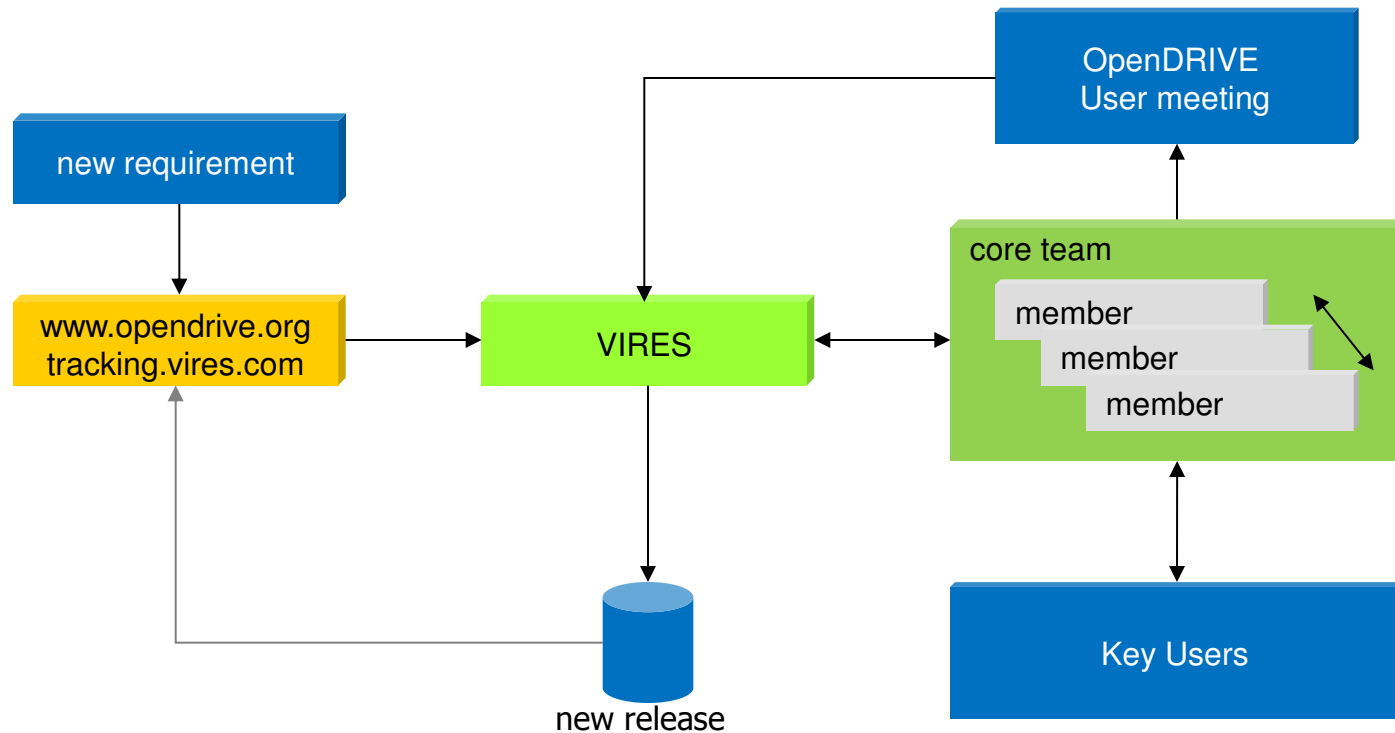 OpenDRIVE
User meeting
new requirement
core team
member
member
member
www.opendrive.org
tracking.vires.com
VIRES
Key Users
new release